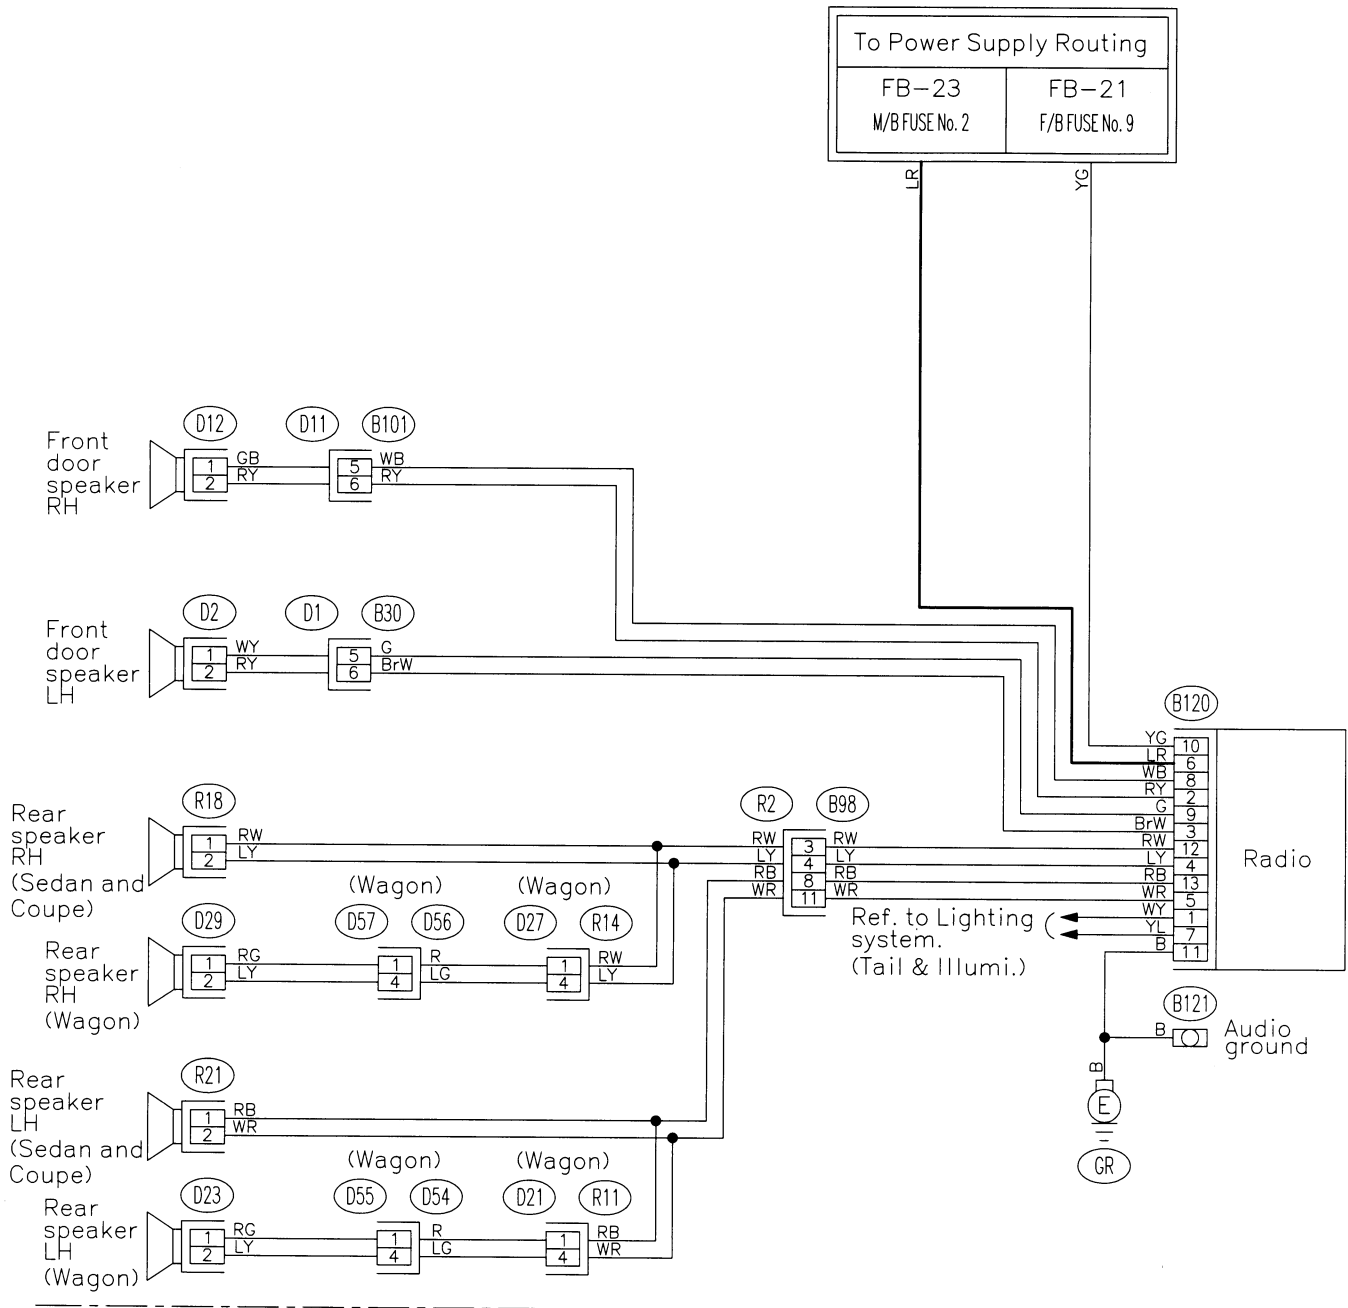 To Power Supply Routing
FB-23 FB-21
M/B FUSE No. 2 F/B FUSE No. 9
LR YG
D12 D11 B101
Front
door
speaker
RH
1 GB 5 WB
2 RY 6 RY
D2 D1 B30
Front
door
speaker
LH
1 WY 5 G
2 RY 6 BrW
B120
YG 10
LR 6
WB 8
RY 2
G 9
BrW 3
RW 12
LY 4
RB 13
WR 5
WY 1
YL 7
B 11
Radio
R18 R2 B98
Rear
speaker
RH
(Sedan and
Coupe)
1 RW RW 3 RW
2 LY LY 4 LY
RB 8 RB
WR 11 WR
Ref. to Lighting
system.
(Tail & Illumi.)
(Wagon) (Wagon)
D29 D57 D56 D27 R14
Rear
speaker
RH
(Wagon)
1 RG 1 R 1 RW
2 LY 4 LG 4 LY
B121
B Audio
ground
B
E
GR
R21
Rear
speaker
LH
(Sedan and
Coupe)
1 RB
2 WR
(Wagon) (Wagon)
D23 D55 D54 D21 R11
Rear
speaker
LH
(Wagon)
1 RG 1 R 1 RB
2 LY 4 LG 4 WR